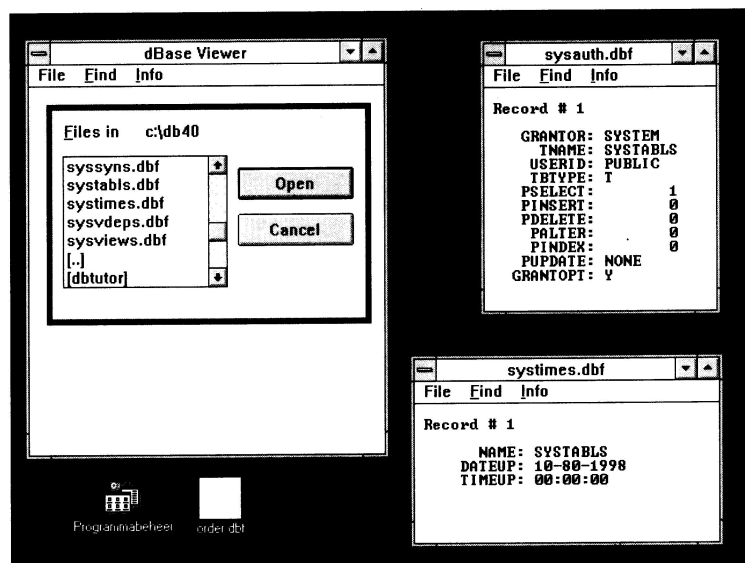 dBase Viewer
File Find Info
Files in c:\db40
syssyns.dbf
systabls.dbf
systimes.dbf
sysvdeps.dbf
sysviews.dbf
[..]
[dbtutor]
Open
Cancel
sysauth.dbf
File Find Info
Record # 1
GRANTOR: SYSTEM
TNAME: SYSTABLS
USERID: PUBLIC
TBTYPE: T
PSELECT: 1
PINSERT: 0
PDELETE: 0
PALTER: 0
PINDEX: 0
PUPDATE: NONE
GRANTOPT: Y
systimes.dbf
File Find Info
Record # 1
NAME: SYSTABLS
DATEUP: 10-80-1998
TIMEUP: 00:00:00
Programmabeheer
order.dbf